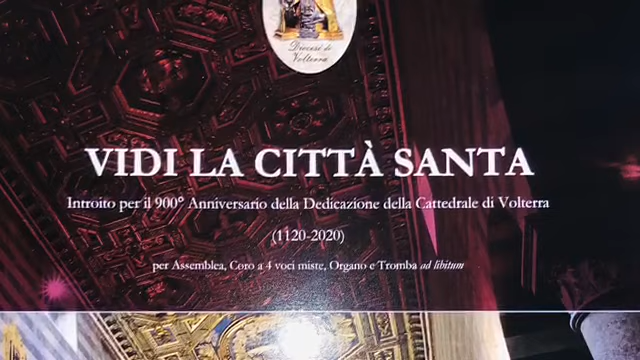 Diocesi di
Volterra
VIDI LA CITTÀ SANTA
Introito per il 900° Anniversario della Dedicazione della Cattedrale di Volterra
(1120-2020)
per Assemblea, Coro a 4 voci miste, Organo e Tromba ad libitum